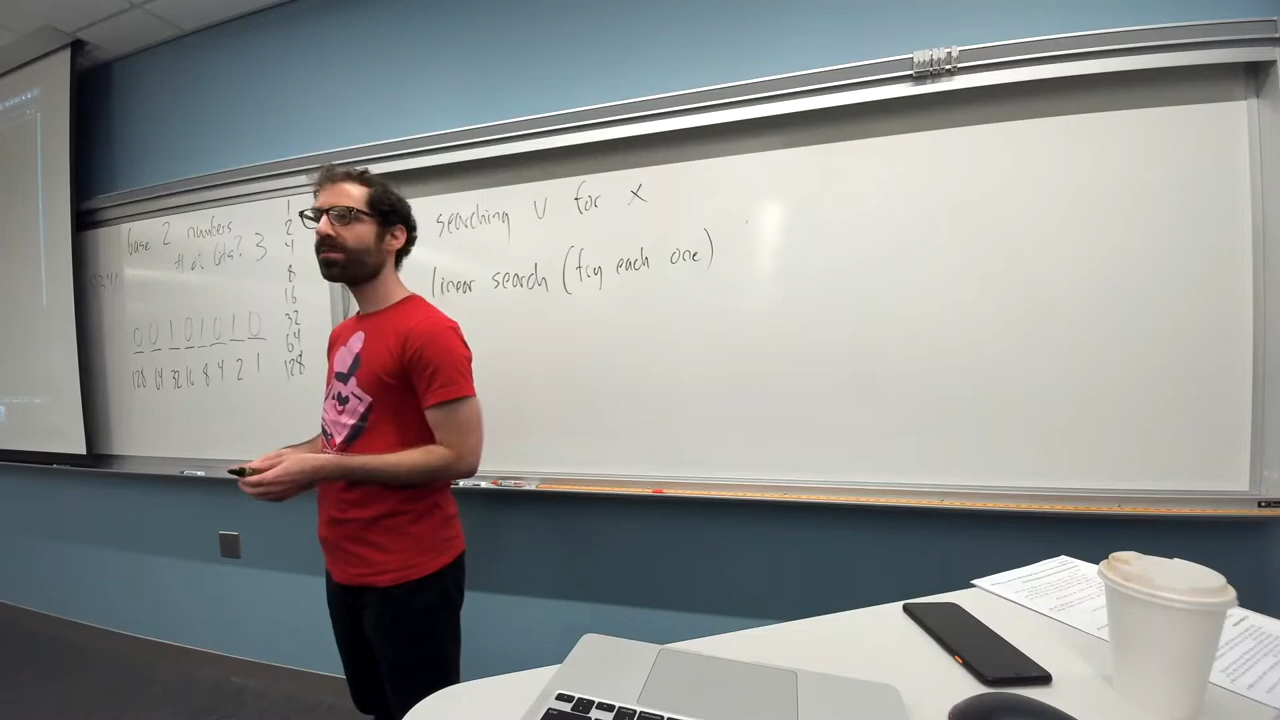 base 2 numbers
# of bits? 3
0 0 1 0 1 0 1 0
128 64 32 16 8 4 2 1
1
2
4
8
16
32
64
128
searching v for x
linear search (try each one)